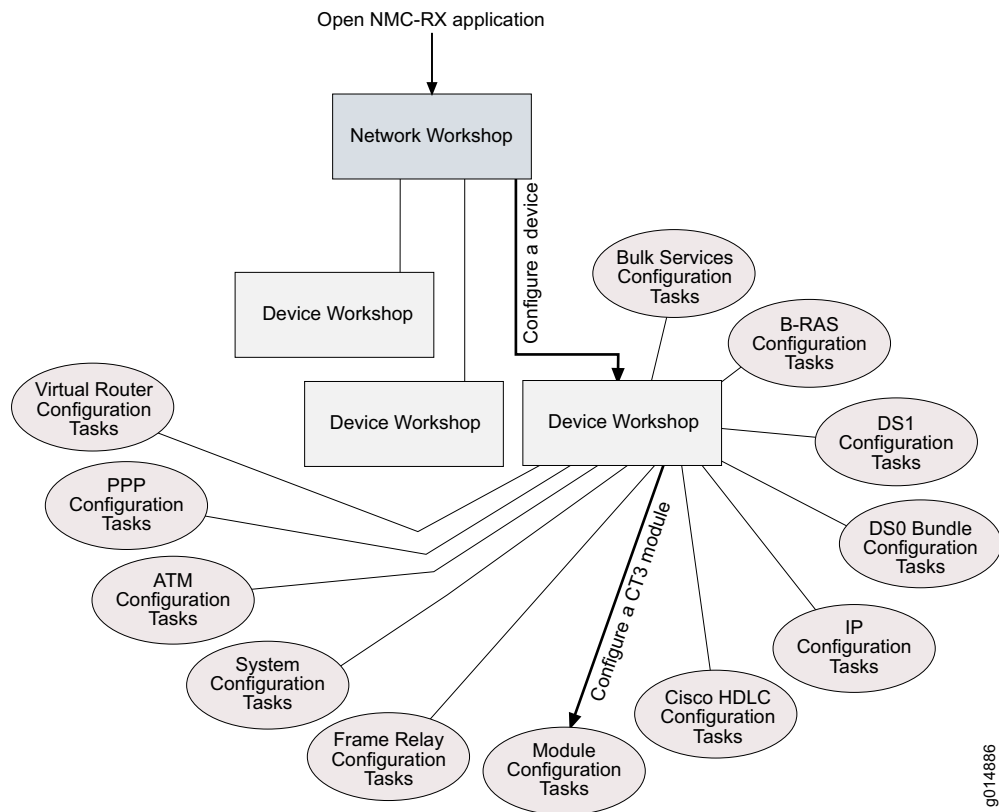 Open NMC-RX application
Network Workshop
Configure a device
Bulk Services
Configuration
Tasks
B-RAS
Configuration
Tasks
Device Workshop
Virtual Router
Configuration
Tasks
Device Workshop
Device Workshop
DS1
Configuration
Tasks
PPP
Configuration
Tasks
DS0 Bundle
Configuration
Tasks
ATM
Configuration
Tasks
Configure a CT3 module
IP
Configuration
Tasks
System
Configuration
Tasks
Cisco HDLC
Configuration
Tasks
Frame Relay
Configuration
Tasks
Module
Configuration
Tasks
g014886